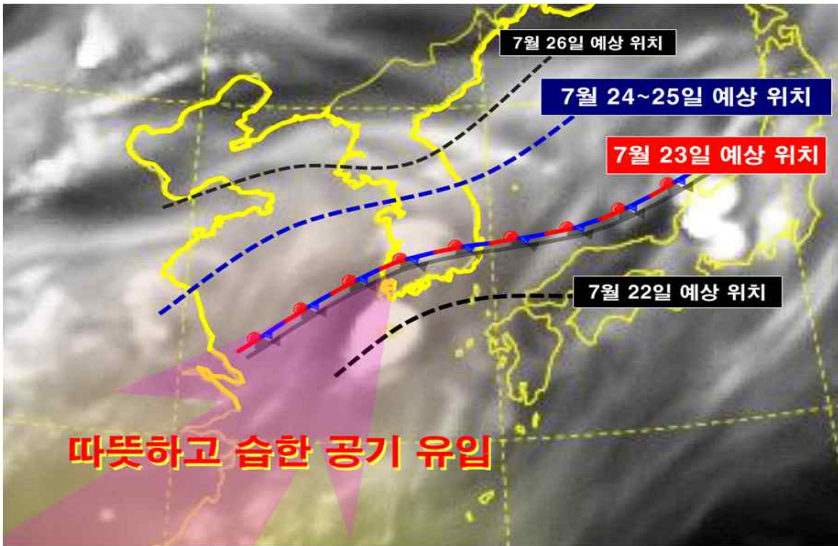 7월 26일 예상 위치
7월 24~25일 예상 위치
7월 23일 예상 위치
7월 22일 예상 위치
따뜻하고 습한 공기 유입